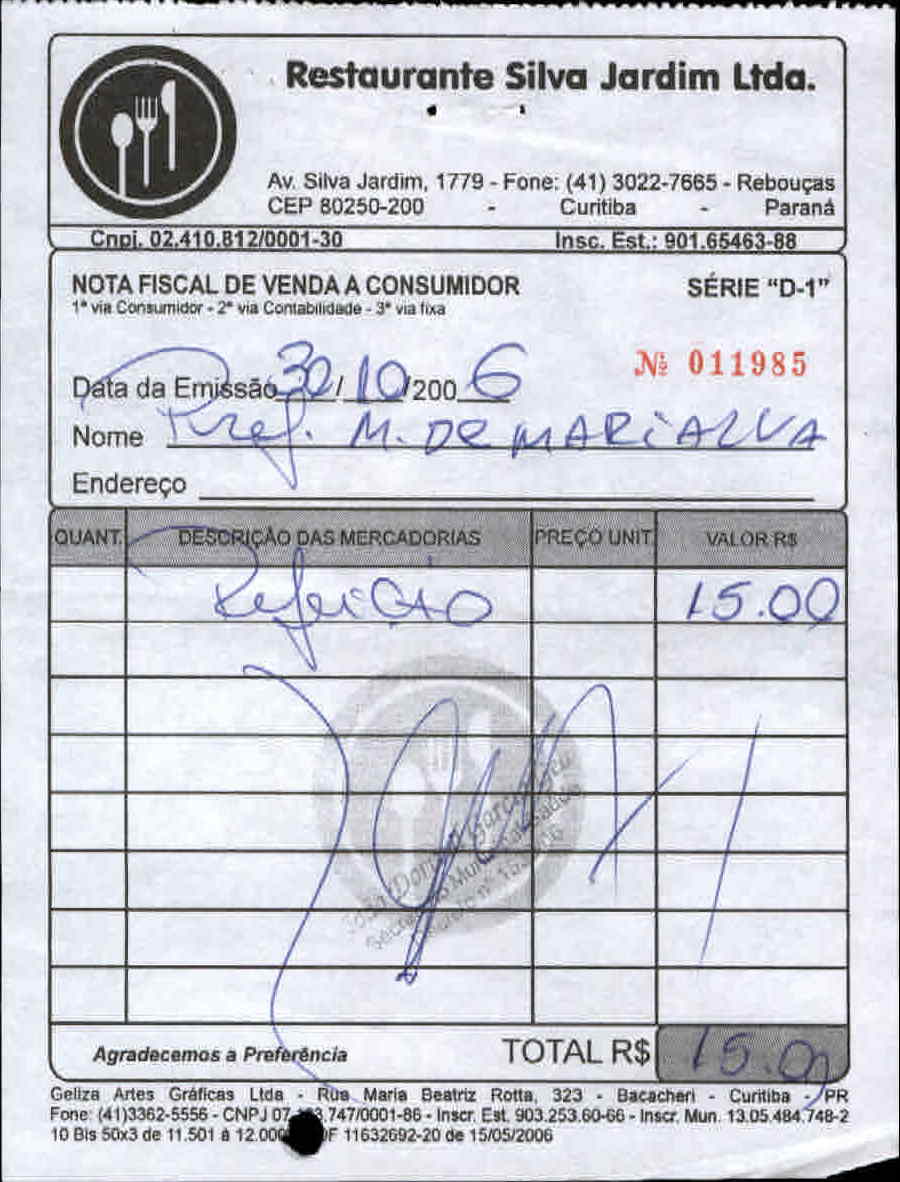 Restaurante Silva Jardim Ltda.
Av. Silva Jardim, 1779 - Fone: (41) 3022-7665 - Rebouças
CEP 80250-200 - Curitiba - Paraná
Cnpj. 02.410.812/0001-30 Insc. Est.: 901.65463-88
NOTA FISCAL DE VENDA A CONSUMIDOR SÉRIE "D-1"
1ª via Consumidor - 2ª via Contabilidade - 3ª via fixa
Nº 011985
Data da Emissão 30/10/2006
Nome Pref. M. DE MARIALVA
Endereço
QUANT. DESCRIÇÃO DAS MERCADORIAS PREÇO UNIT. VALOR R$
Refeição 15.00
Agradecemos a Preferência TOTAL R$ 15.00
Geliza Artes Gráficas Ltda - Rua Maria Beatriz Rotta, 323 - Bacacheri - Curitiba - PR
Fone: (41)3362-5556 - CNPJ 07 3.747/0001-86 - Inscr. Est. 903.253.60-66 - Inscr. Mun. 13.05.484.748-2
10 Bls 50x3 de 11.501 à 12.000 F 11632692-20 de 15/05/2006